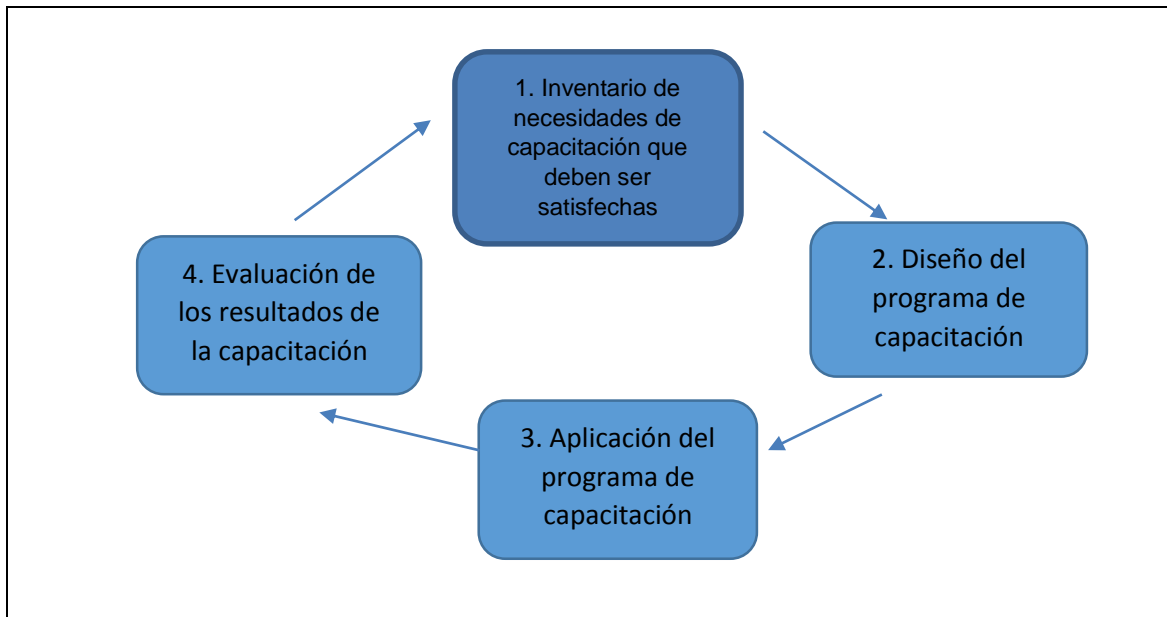 1. Inventario de
necesidades de
capacitación que
deben ser
satisfechas
2. Diseño del
programa de
capacitación
3. Aplicación del
programa de
capacitación
4. Evaluación de
los resultados de
la capacitación